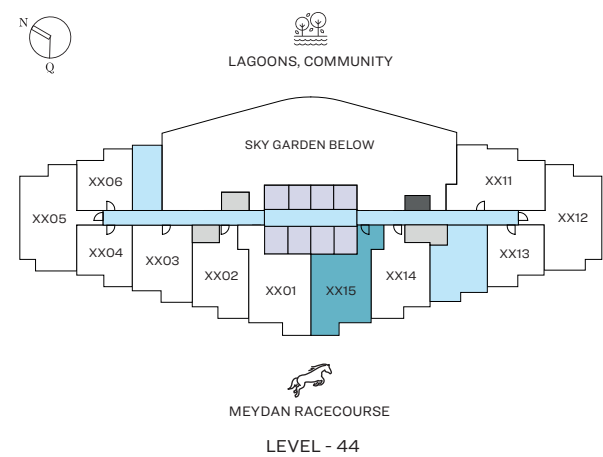 N
Q
LAGOONS, COMMUNITY
SKY GARDEN BELOW
XX06
XX11
XX05
XX12
XX04
XX03
XX02
XX01
XX15
XX14
XX13
MEYDAN RACECOURSE
LEVEL - 44